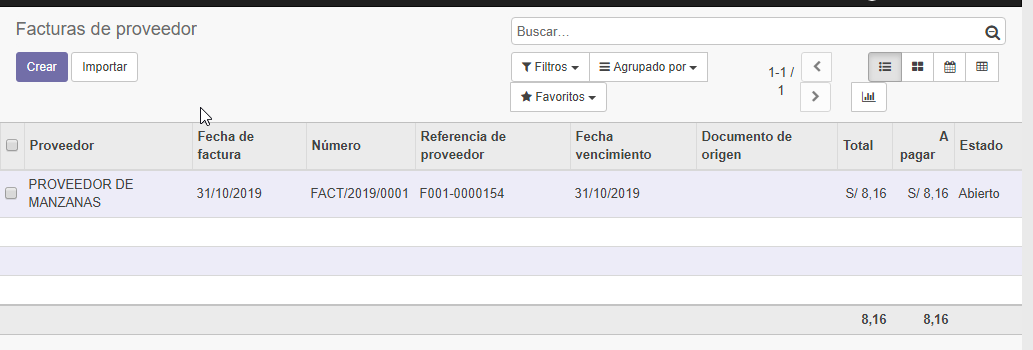 Facturas de proveedor
Buscar...
Crear
Importar
Filtros
Agrupado por
1-1 /
1
Favoritos
Proveedor
Fecha de
factura
Número
Referencia de
proveedor
Fecha
vencimiento
Documento de
origen
Total
A
pagar
Estado
PROVEEDOR DE
MANZANAS
31/10/2019
FACT/2019/0001
F001-0000154
31/10/2019
S/ 8,16
S/ 8,16
Abierto
8,16
8,16